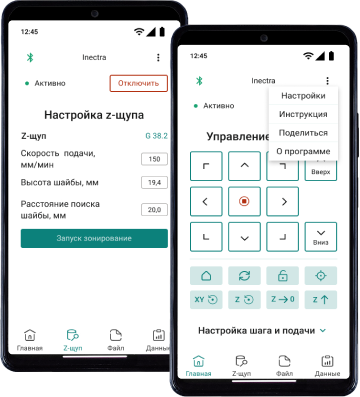 12:45
Inectra
Активно
Отключить
Настройка z-щупа
Z-щуп
G 38.2
Скорость подачи,
мм/мин
150
Высота шайбы, мм
19,4
Расстояние поиска
шайбы, мм
20,0
Запуск зонирование
Главная
Z-щуп
Файл
Данные
12:45
Inectra
Активно
Настройки
Инструкция
Поделиться
О программе
Управление
Вверх
Вниз
XY
Z
Z→0
Z↑
Настройка шага и подачи
Главная
Z-щуп
Файл
Данные